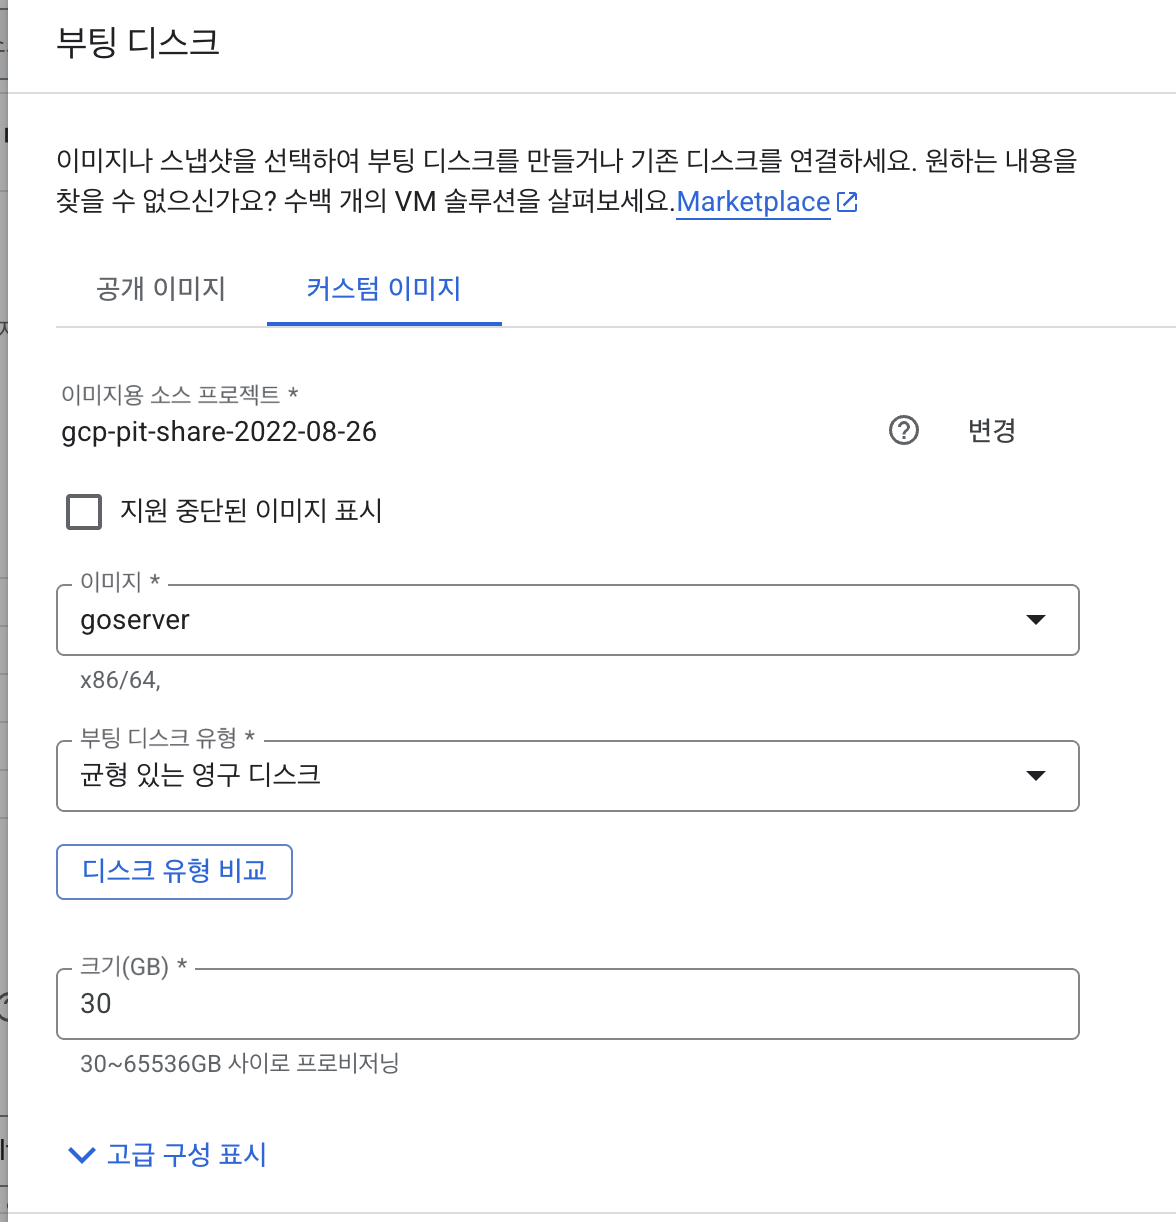 부팅 디스크
이미지나 스냅샷을 선택하여 부팅 디스크를 만들거나 기존 디스크를 연결하세요. 원하는 내용을
찾을 수 없으신가요? 수백 개의 VM 솔루션을 살펴보세요.Marketplace
공개 이미지
커스텀 이미지
이미지용 소스 프로젝트 *
gcp-pit-share-2022-08-26
변경
지원 중단된 이미지 표시
이미지 *
goserver
x86/64,
부팅 디스크 유형 *
균형 있는 영구 디스크
디스크 유형 비교
크기(GB) *
30
30~65536GB 사이로 프로비저닝
고급 구성 표시